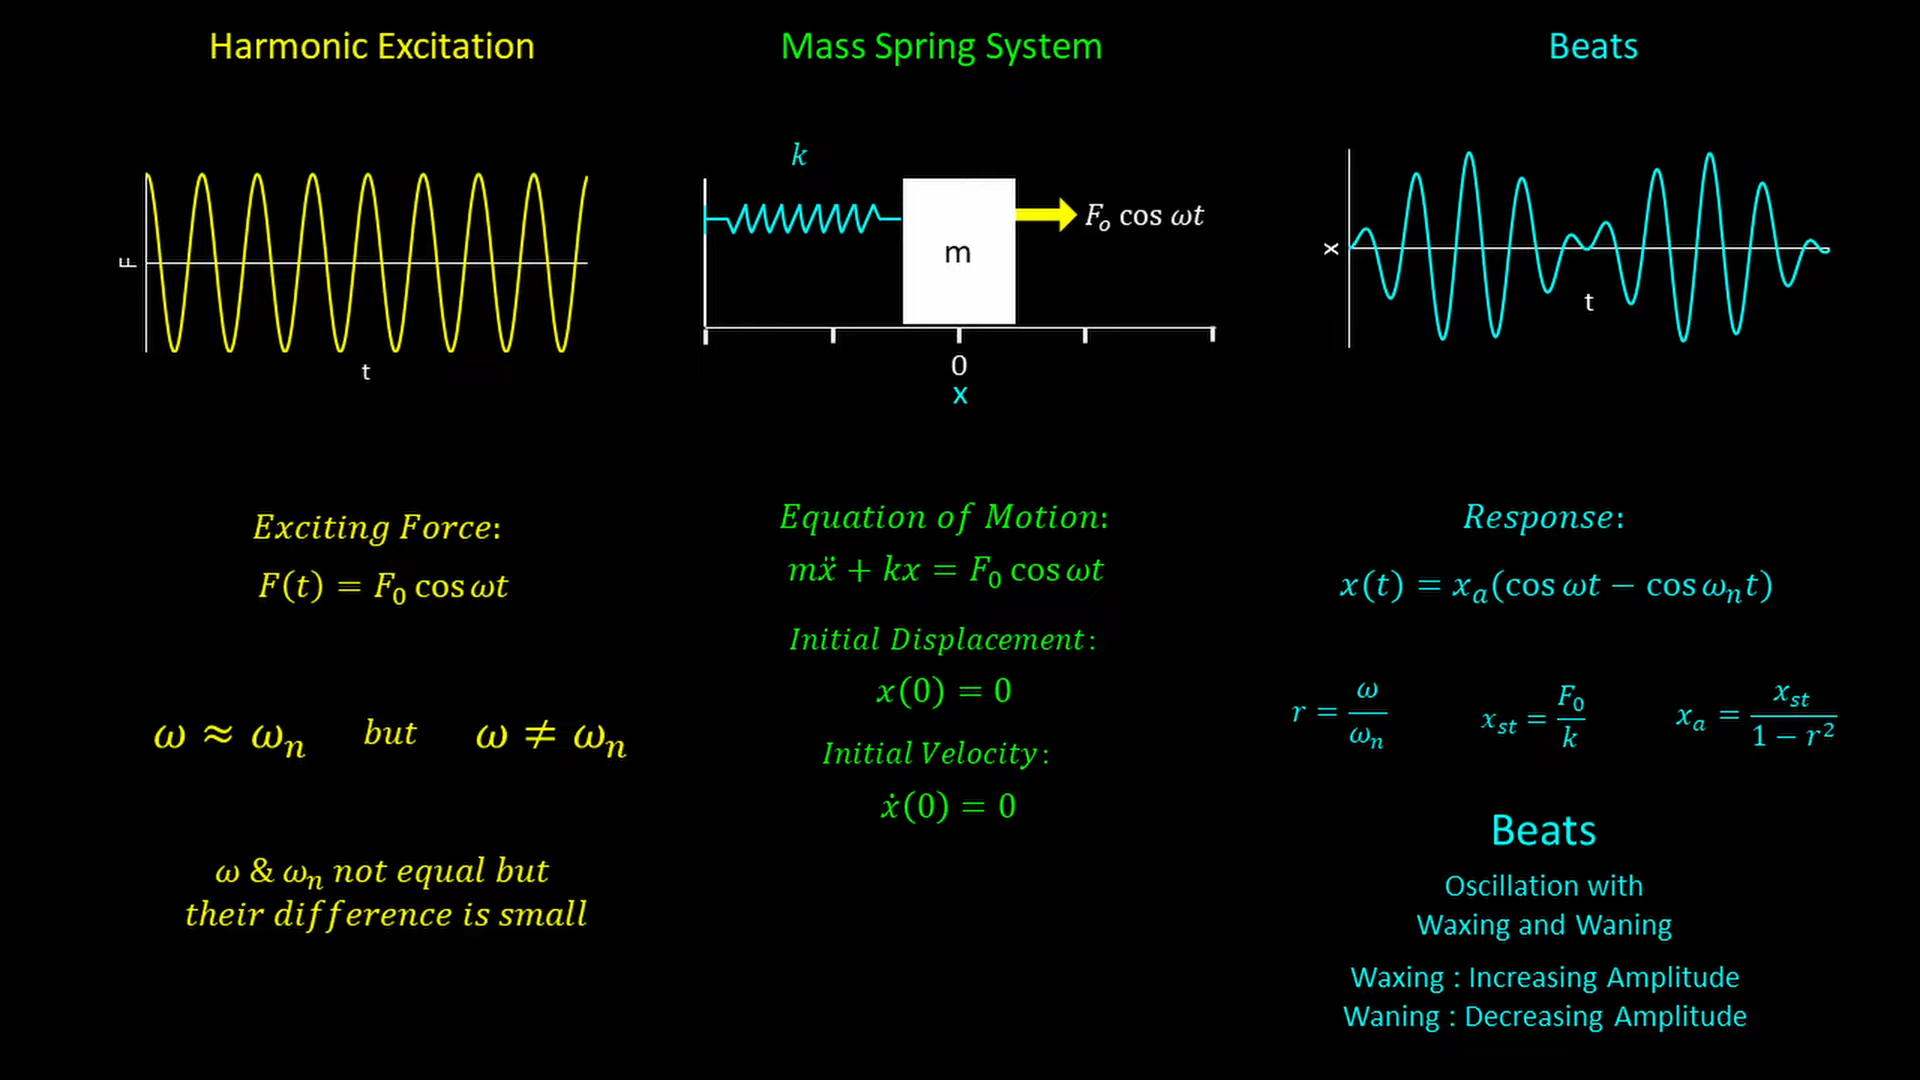 Harmonic Excitation
F
t
Exciting Force:
F(t) = F₀ cos ωt
ω ≈ ωₙ but ω ≠ ωₙ
ω & ωₙ not equal but
their difference is small
Mass Spring System
k
m
Fₒ cos ωt
0
x
Equation of Motion:
mẍ + kx = F₀ cos ωt
Initial Displacement:
x(0) = 0
Initial Velocity:
ẋ(0) = 0
Beats
x
t
Response:
x(t) = xₐ(cos ωt − cos ωₙt)
r = ω/ωₙ xₛₜ = F₀/k xₐ = xₛₜ/(1 − r²)
Beats
Oscillation with
Waxing and Waning
Waxing : Increasing Amplitude
Waning : Decreasing Amplitude